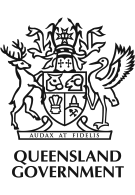 AUDAX AT FIDELIS
QUEENSLAND
GOVERNMENT